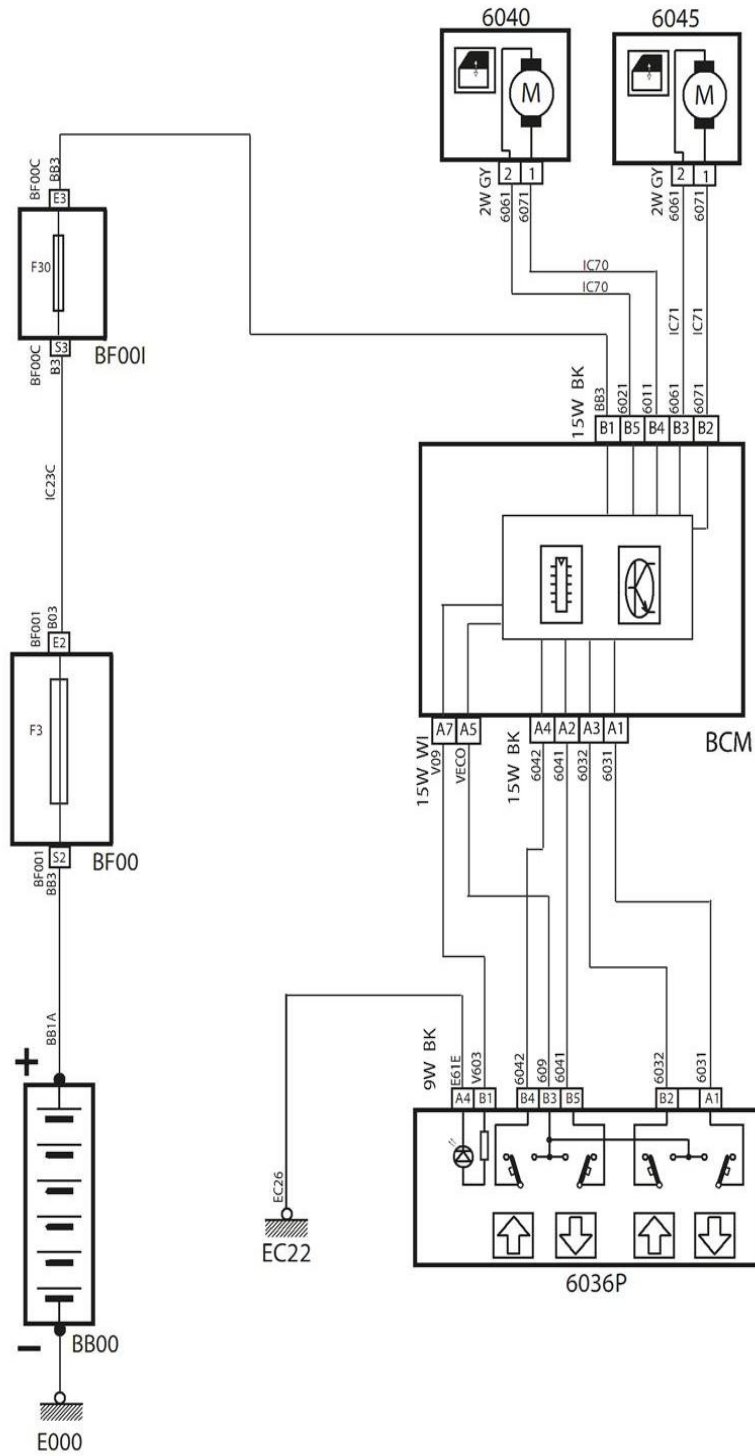 6040
6045
M
M
2
1
2
1
2W GY
6061
6071
2W GY
6061
6071
BF00C
BB3
E3
F30
S3
BF00C
B3
BF00I
IC70
IC70
IC71
IC71
15W BK
BB3
6021
6011
6061
6071
B1
B5
B4
B3
B2
IC23C
BF001
B03
E2
F3
S2
BF001
BB3
BF00
A7
A5
A4
A2
A3
A1
BCM
15W WI
V09
VECO
15W BK
6042
6041
6032
6031
BB1A
+
BB00
−
E000
EC26
EC22
9W BK
E61E
V603
6042
609
6041
6032
6031
A4
B1
B4
B3
B5
B2
A1
6036P